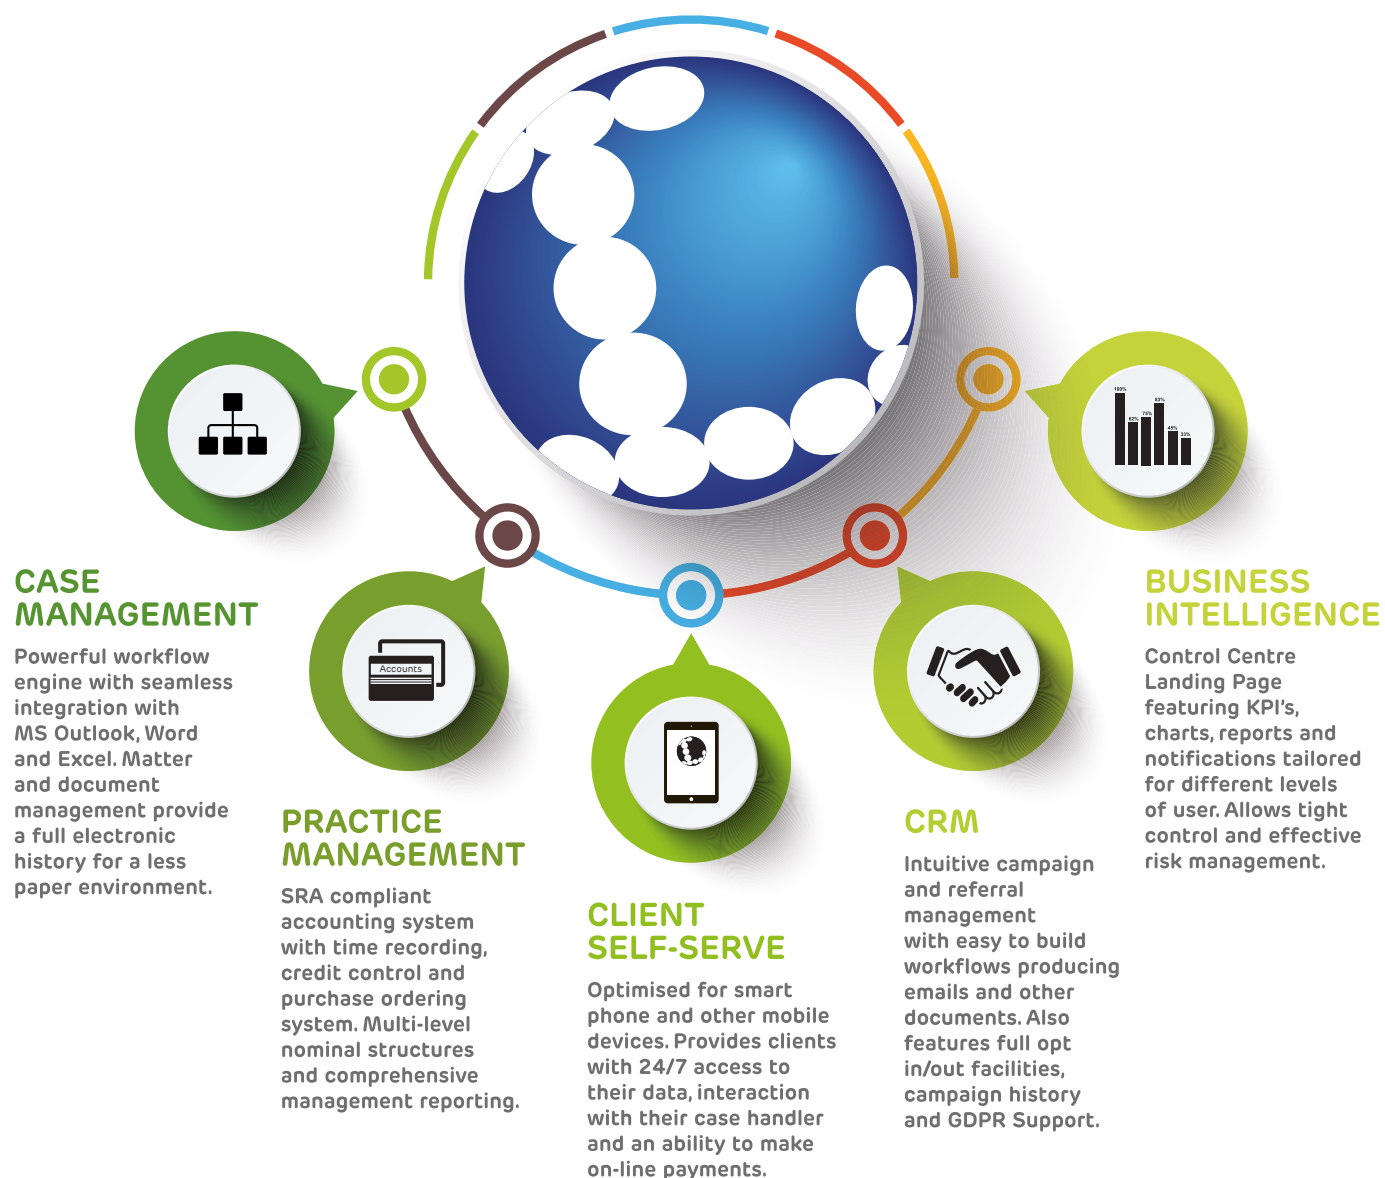 CASE
MANAGEMENT
Powerful workflow
engine with seamless
integration with
MS Outlook, Word
and Excel. Matter
and document
management provide
a full electronic
history for a less
paper environment.
Accounts
PRACTICE
MANAGEMENT
SRA compliant
accounting system
with time recording,
credit control and
purchase ordering
system. Multi-level
nominal structures
and comprehensive
management reporting.
CLIENT
SELF-SERVE
Optimised for smart
phone and other mobile
devices. Provides clients
with 24/7 access to
their data, interaction
with their case handler
and an ability to make
on-line payments.
CRM
Intuitive campaign
and referral
management
with easy to build
workflows producing
emails and other
documents. Also
features full opt
in/out facilities,
campaign history
and GDPR Support.
100%
62%
75%
83%
45%
33%
BUSINESS
INTELLIGENCE
Control Centre
Landing Page
featuring KPI's,
charts, reports and
notifications tailored
for different levels
of user. Allows tight
control and effective
risk management.